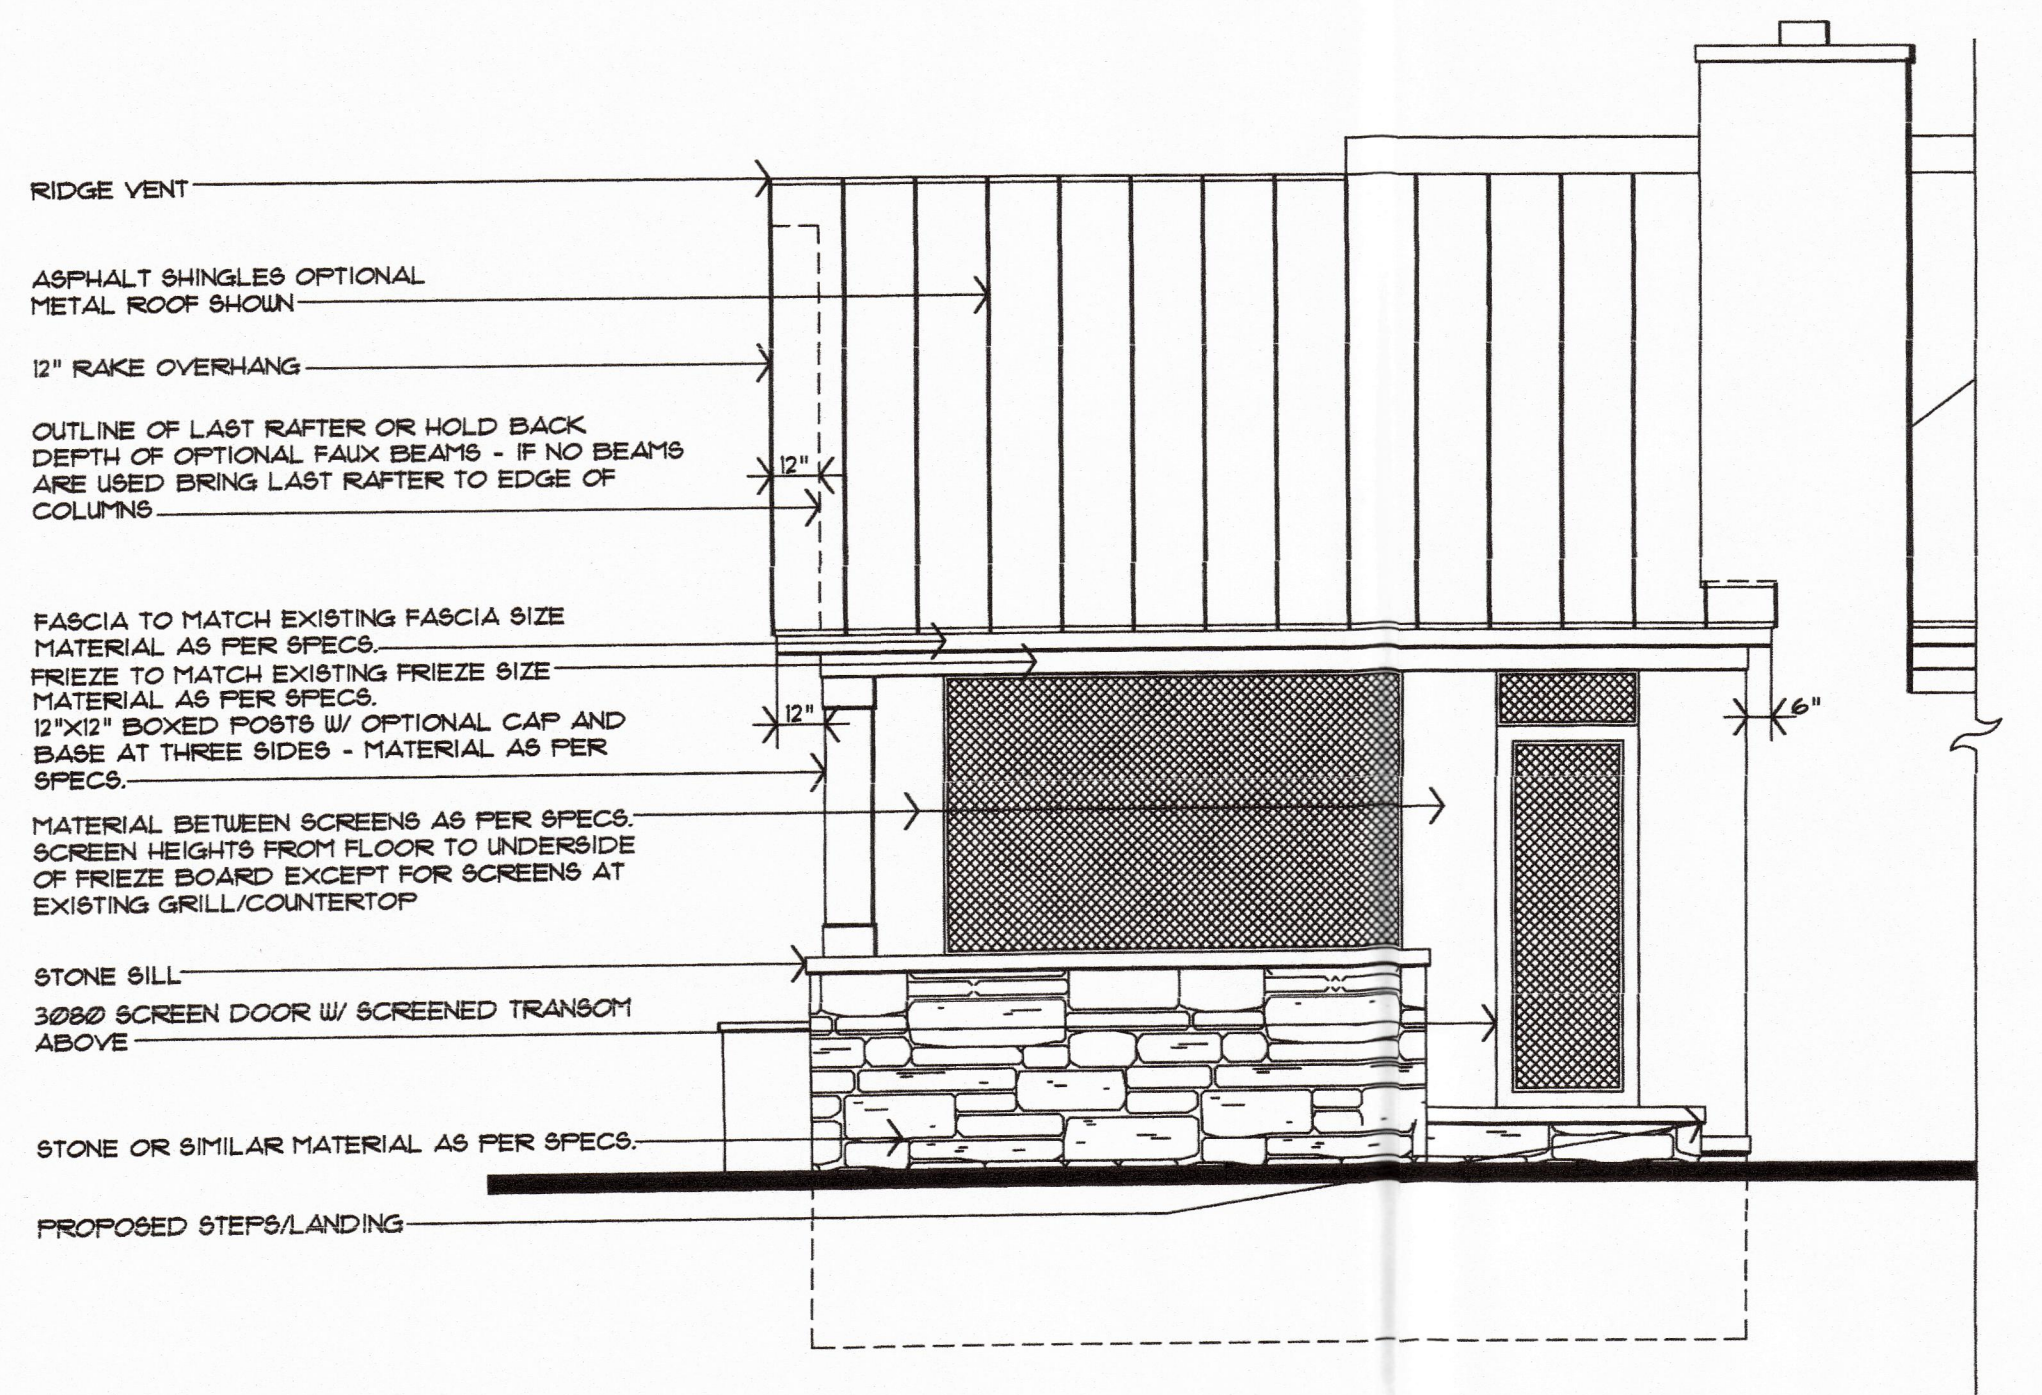 RIDGE VENT
ASPHALT SHINGLES OPTIONAL
METAL ROOF SHOWN
12" RAKE OVERHANG
OUTLINE OF LAST RAFTER OR HOLD BACK
DEPTH OF OPTIONAL FAUX BEAMS - IF NO BEAMS
ARE USED BRING LAST RAFTER TO EDGE OF
COLUMNS
12"
FASCIA TO MATCH EXISTING FASCIA SIZE
MATERIAL AS PER SPECS.
FRIEZE TO MATCH EXISTING FRIEZE SIZE
MATERIAL AS PER SPECS.
12"X12" BOXED POSTS W/ OPTIONAL CAP AND
BASE AT THREE SIDES - MATERIAL AS PER
SPECS.
12"
6"
MATERIAL BETWEEN SCREENS AS PER SPECS.
SCREEN HEIGHTS FROM FLOOR TO UNDERSIDE
OF FRIEZE BOARD EXCEPT FOR SCREENS AT
EXISTING GRILL/COUNTERTOP
STONE SILL
3080 SCREEN DOOR W/ SCREENED TRANSOM
ABOVE
STONE OR SIMILAR MATERIAL AS PER SPECS.
PROPOSED STEPS/LANDING